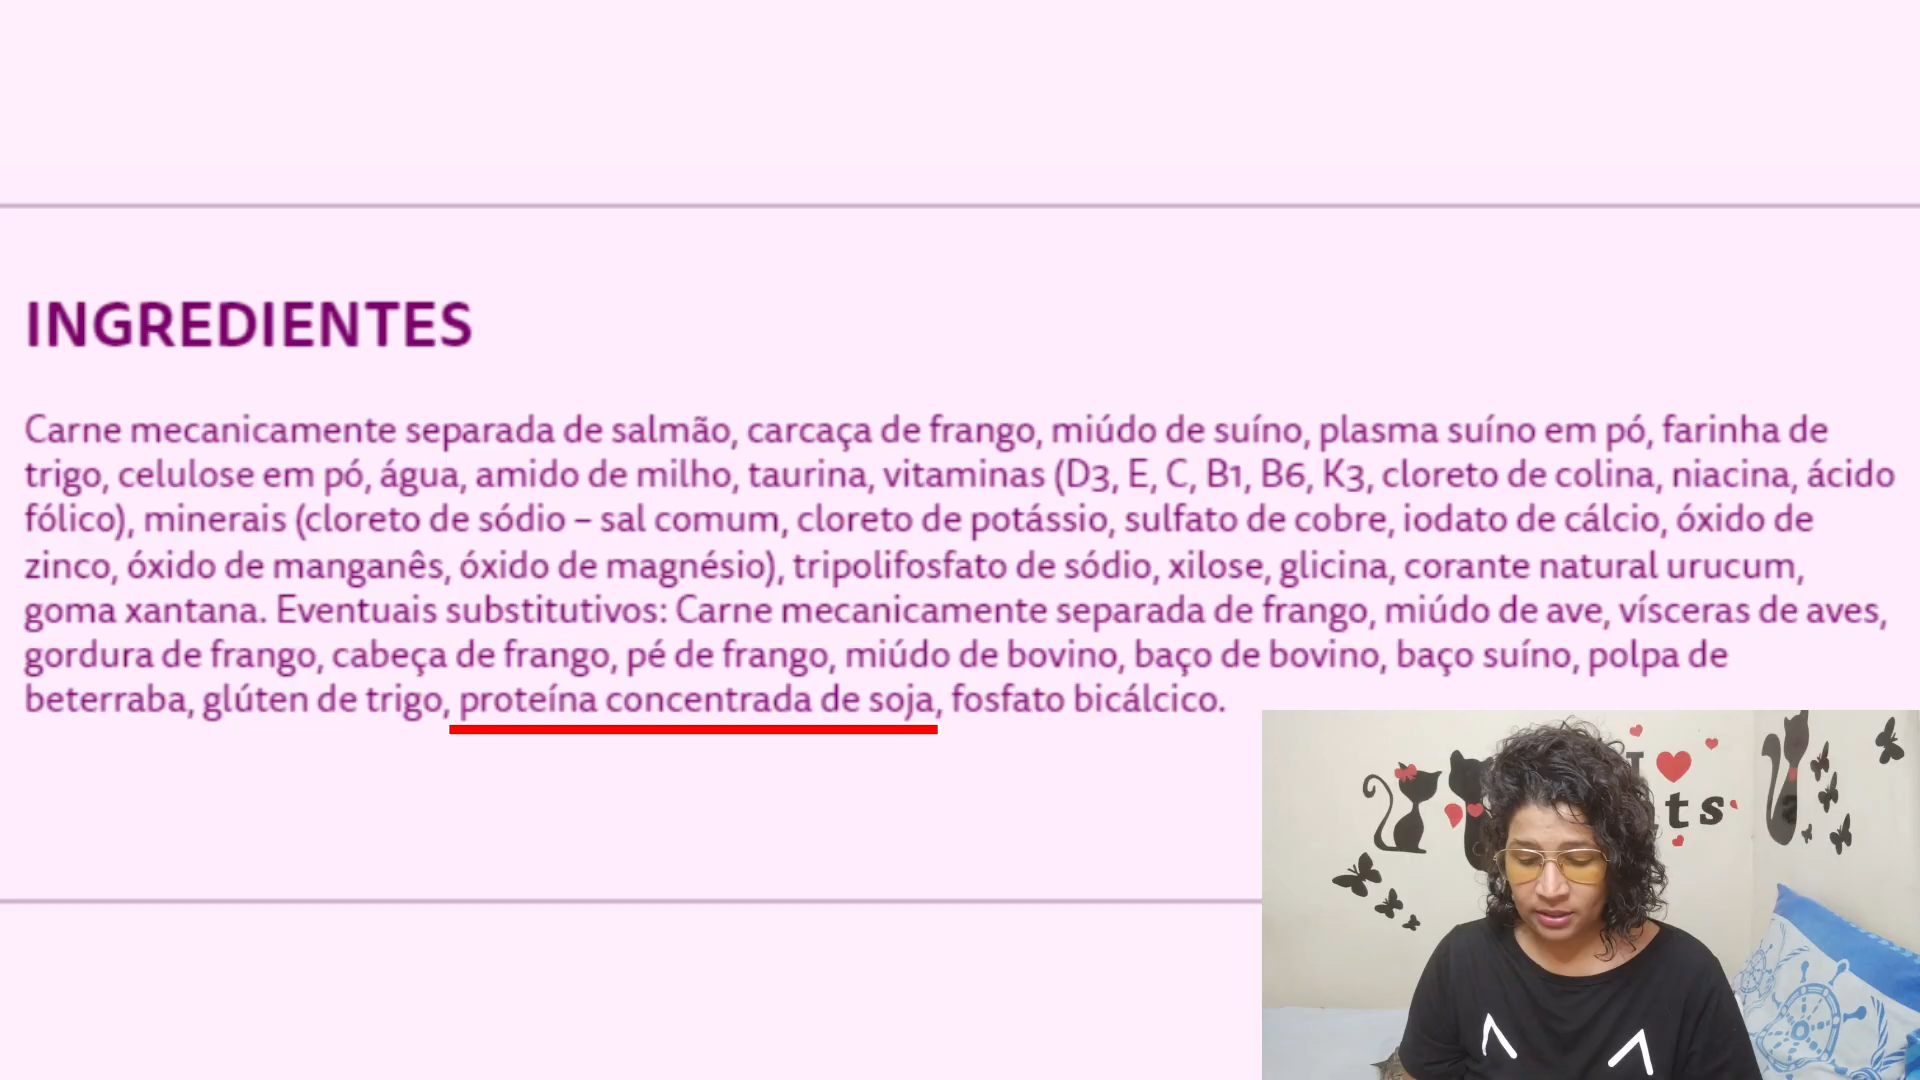 INGREDIENTES
Carne mecanicamente separada de salmão, carcaça de frango, miúdo de suíno, plasma suíno em pó, farinha de
trigo, celulose em pó, água, amido de milho, taurina, vitaminas (D3, E, C, B1, B6, K3, cloreto de colina, niacina, ácido
fólico), minerais (cloreto de sódio – sal comum, cloreto de potássio, sulfato de cobre, iodato de cálcio, óxido de
zinco, óxido de manganês, óxido de magnésio), tripolifosfato de sódio, xilose, glicina, corante natural urucum,
goma xantana. Eventuais substitutivos: Carne mecanicamente separada de frango, miúdo de ave, vísceras de aves,
gordura de frango, cabeça de frango, pé de frango, miúdo de bovino, baço de bovino, baço suíno, polpa de
beterraba, glúten de trigo, proteína concentrada de soja, fosfato bicálcico.
I